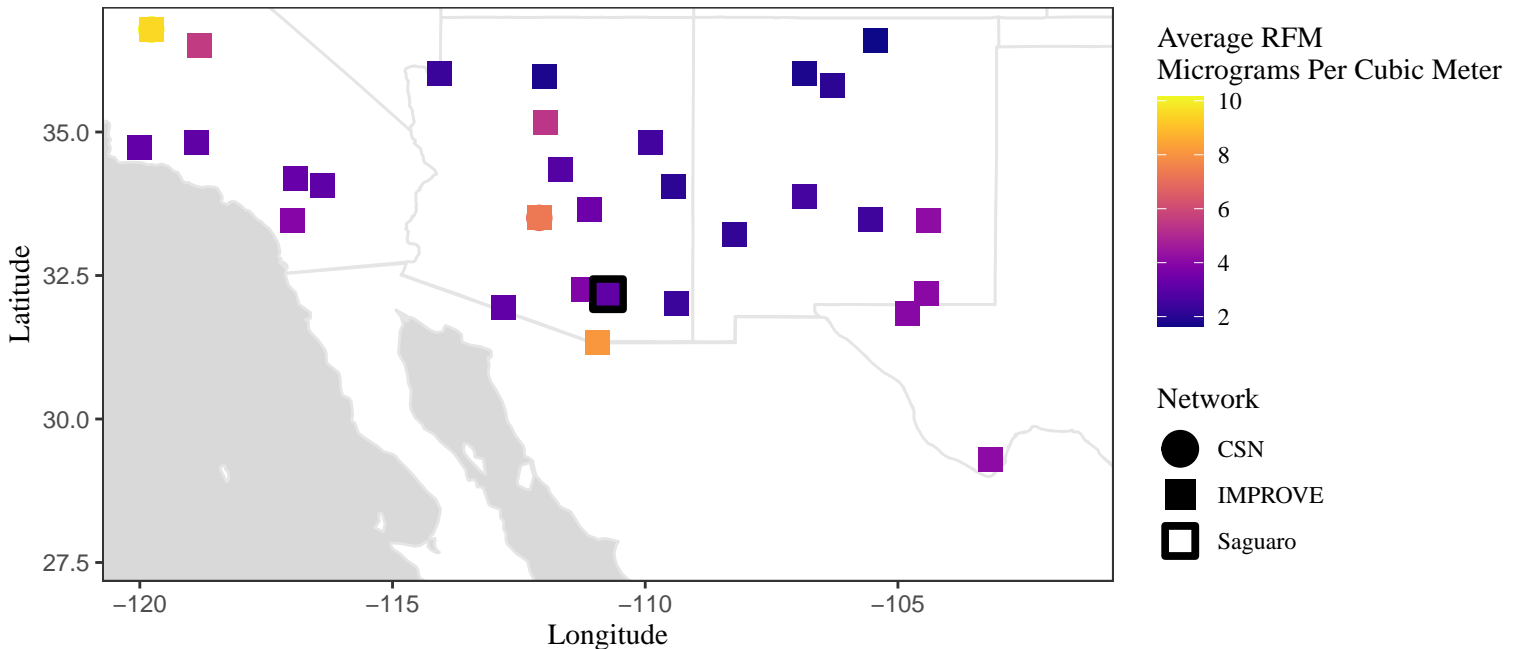 35.0
32.5
30.0
27.5
Latitude
−120
−115
−110
−105
Longitude
Average RFM
Micrograms Per Cubic Meter
10
8
6
4
2
Network
CSN
IMPROVE
Saguaro